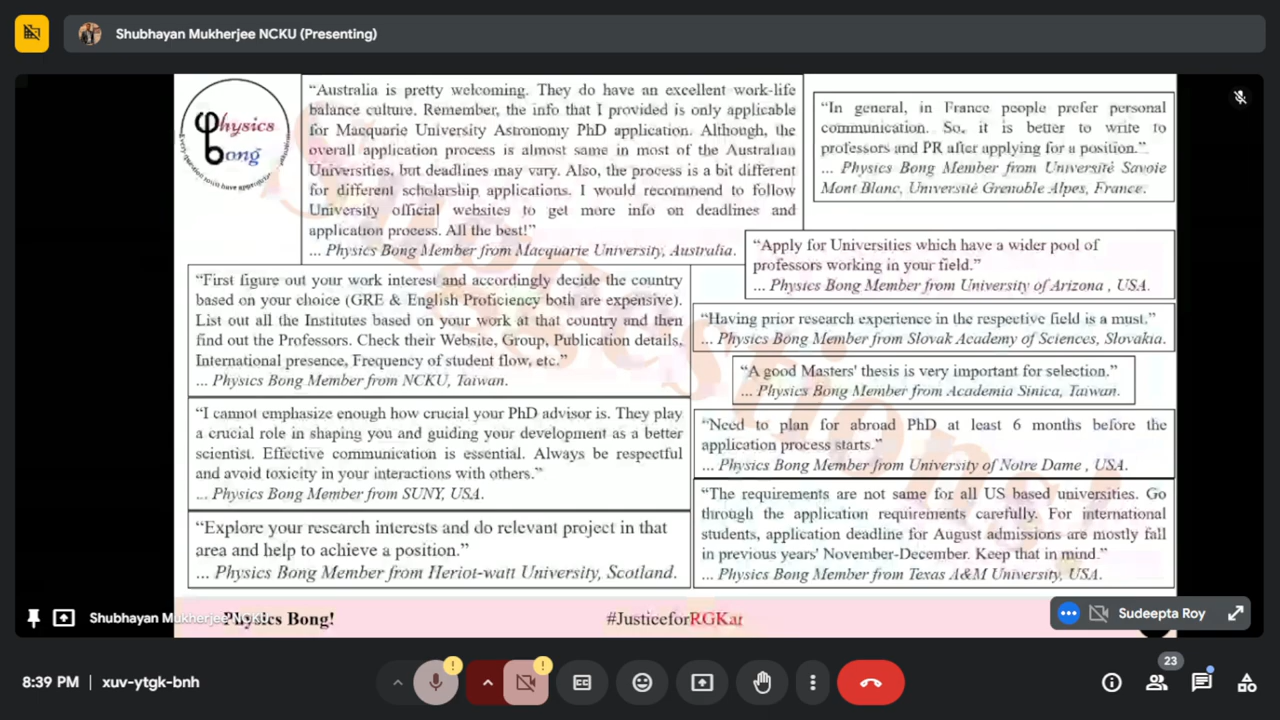 Shubhayan Mukherjee NCKU (Presenting)
Physics
bong
“Australia is pretty welcoming. They do have an excellent work-life
balance culture. Remember, the info that I provided is only applicable
for Macquarie University Astronomy PhD application. Although, the
overall application process is almost same in most of the Australian
Universities, but deadlines may vary. Also, the process is a bit different
for different scholarship applications. I would recommend to follow
University official websites to get more info on deadlines and
application process. All the best!”
... Physics Bong Member from Macquarie University, Australia.
“In general, in France people prefer personal
communication. So, it is better to write to
professors and PR after applying for a position.”
... Physics Bong Member from Université Savoie
Mont Blanc, Université Grenoble Alpes, France.
“Apply for Universities which have a wider pool of
professors working in your field.”
... Physics Bong Member from University of Arizona , USA.
“First figure out your work interest and accordingly decide the country
based on your choice (GRE & English Proficiency both are expensive).
List out all the Institutes based on your work at that country and then
find out the Professors. Check their Website, Group, Publication details,
International presence, Frequency of student flow, etc.”
... Physics Bong Member from NCKU, Taiwan.
“Having prior research experience in the respective field is a must.”
... Physics Bong Member from Slovak Academy of Sciences, Slovakia.
“A good Masters' thesis is very important for selection.”
... Physics Bong Member from Academia Sinica, Taiwan.
“I cannot emphasize enough how crucial your PhD advisor is. They play
a crucial role in shaping you and guiding your development as a better
scientist. Effective communication is essential. Always be respectful
and avoid toxicity in your interactions with others.”
... Physics Bong Member from SUNY, USA.
“Need to plan for abroad PhD at least 6 months before the
application process starts.”
... Physics Bong Member from University of Notre Dame , USA.
“Explore your research interests and do relevant project in that
area and help to achieve a position.”
... Physics Bong Member from Heriot-watt University, Scotland.
“The requirements are not same for all US based universities. Go
through the application requirements carefully. For international
students, application deadline for August admissions are mostly fall
in previous years' November-December. Keep that in mind.”
... Physics Bong Member from Texas A&M University, USA.
Suggestions!
Shubhayan Mukherjee NCKU
Physics Bong!
#JusticeforRGKar
Sudeepta Roy
8:39 PM | xuv-ytgk-bnh
23